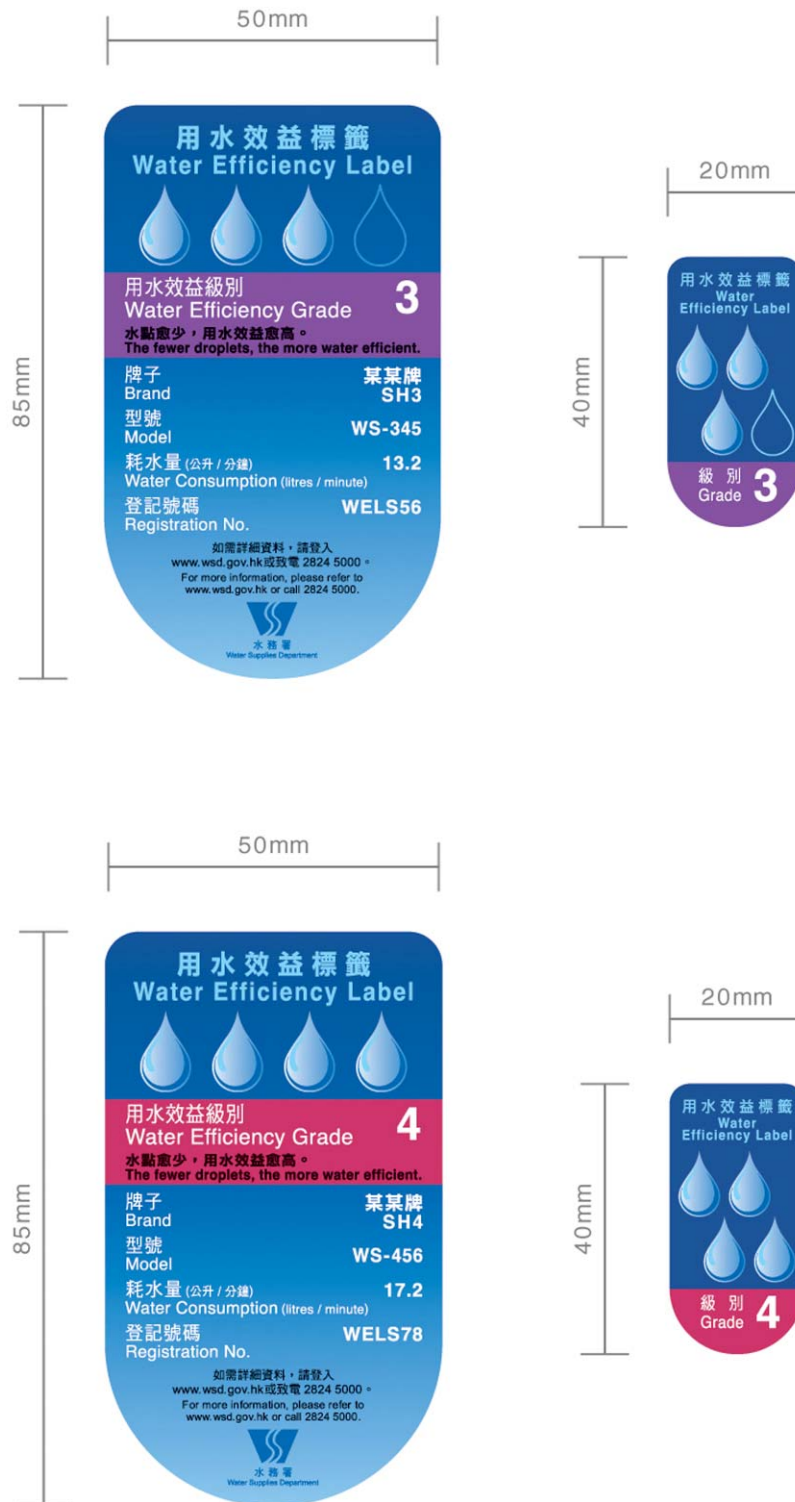 50mm
85mm
用水效益標籤
Water Efficiency Label
用水效益級別
Water Efficiency Grade 3
水點愈少，用水效益愈高。
The fewer droplets, the more water efficient.
牌子 某某牌
Brand SH3
型號
Model WS-345
耗水量 (公升 / 分鐘) 13.2
Water Consumption (litres / minute)
登記號碼 WELS56
Registration No.
如需詳細資料，請登入
www.wsd.gov.hk或致電 2824 5000。
For more information, please refer to
www.wsd.gov.hk or call 2824 5000.
水務署
Water Supplies Department
20mm
40mm
用水效益標籤
Water
Efficiency Label
級別 3
Grade
50mm
85mm
用水效益標籤
Water Efficiency Label
用水效益級別
Water Efficiency Grade 4
水點愈少，用水效益愈高。
The fewer droplets, the more water efficient.
牌子 某某牌
Brand SH4
型號
Model WS-456
耗水量 (公升 / 分鐘) 17.2
Water Consumption (litres / minute)
登記號碼 WELS78
Registration No.
如需詳細資料，請登入
www.wsd.gov.hk或致電 2824 5000。
For more information, please refer to
www.wsd.gov.hk or call 2824 5000.
水務署
Water Supplies Department
20mm
40mm
用水效益標籤
Water
Efficiency Label
級別 4
Grade